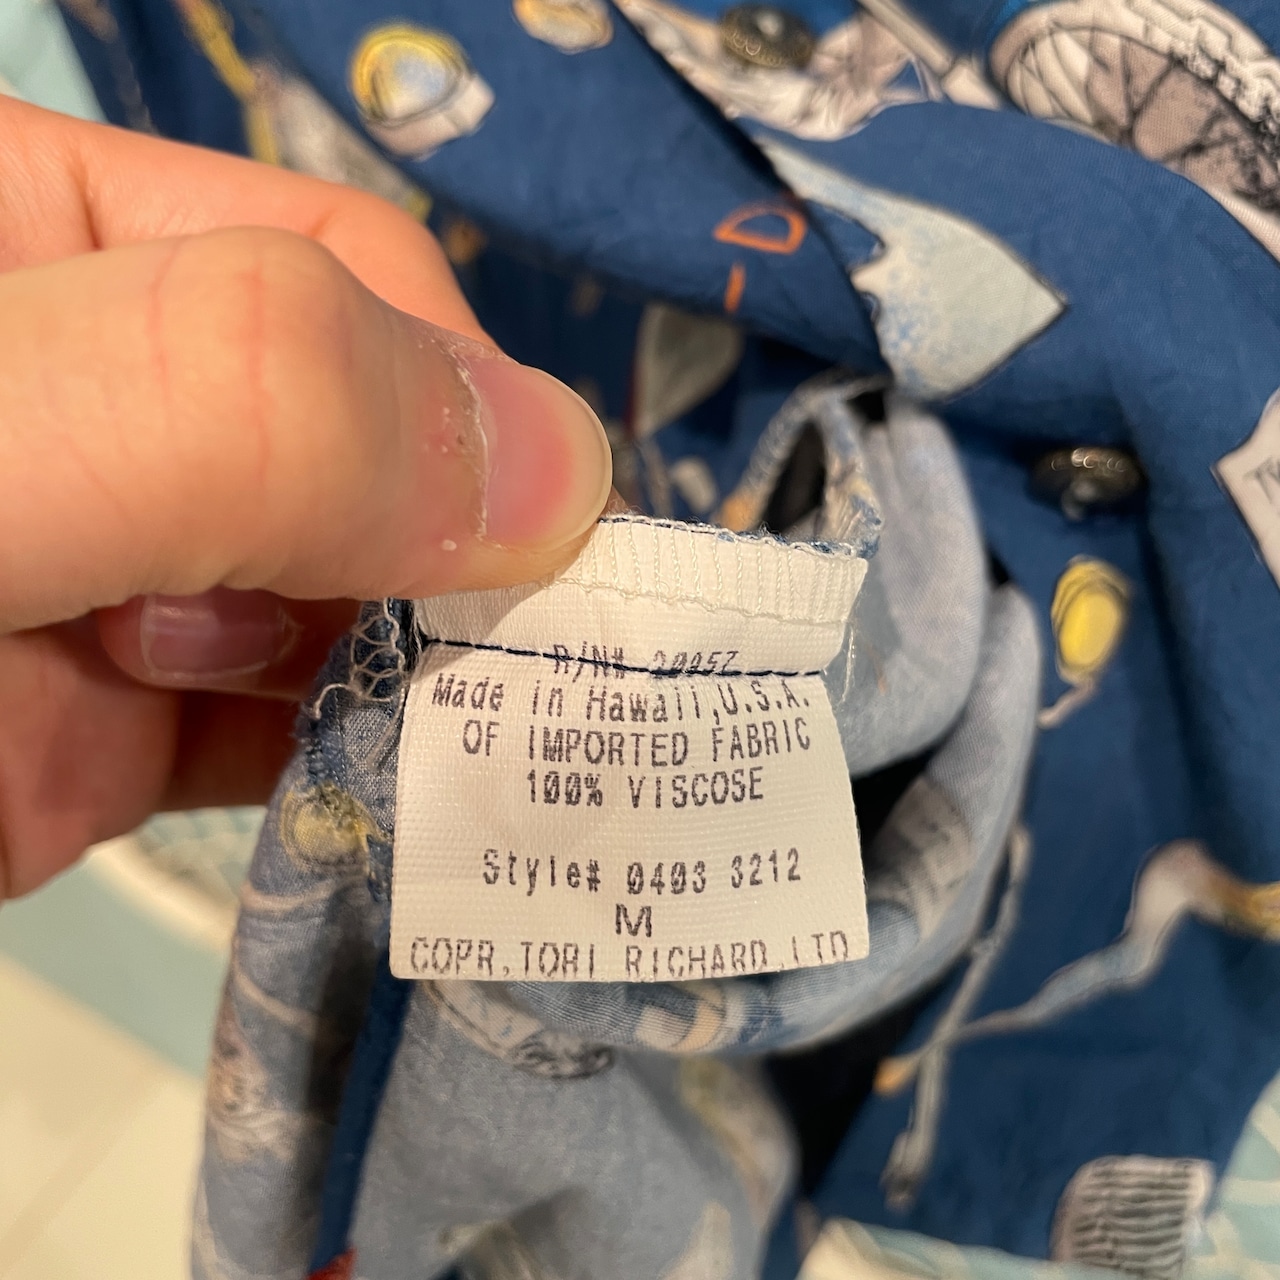 R/N#
Made in Hawaii,U.S.A.
OF IMPORTED FABRIC
100% VISCOSE
Style# 0403 3212
M
COPR.TORI RICHARD.LTD